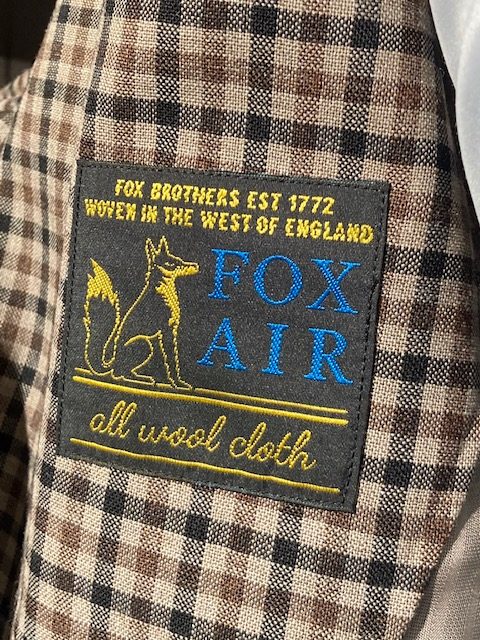 FOX BROTHERS EST 1772
WOVEN IN THE WEST OF ENGLAND
FOX
AIR
all wool cloth